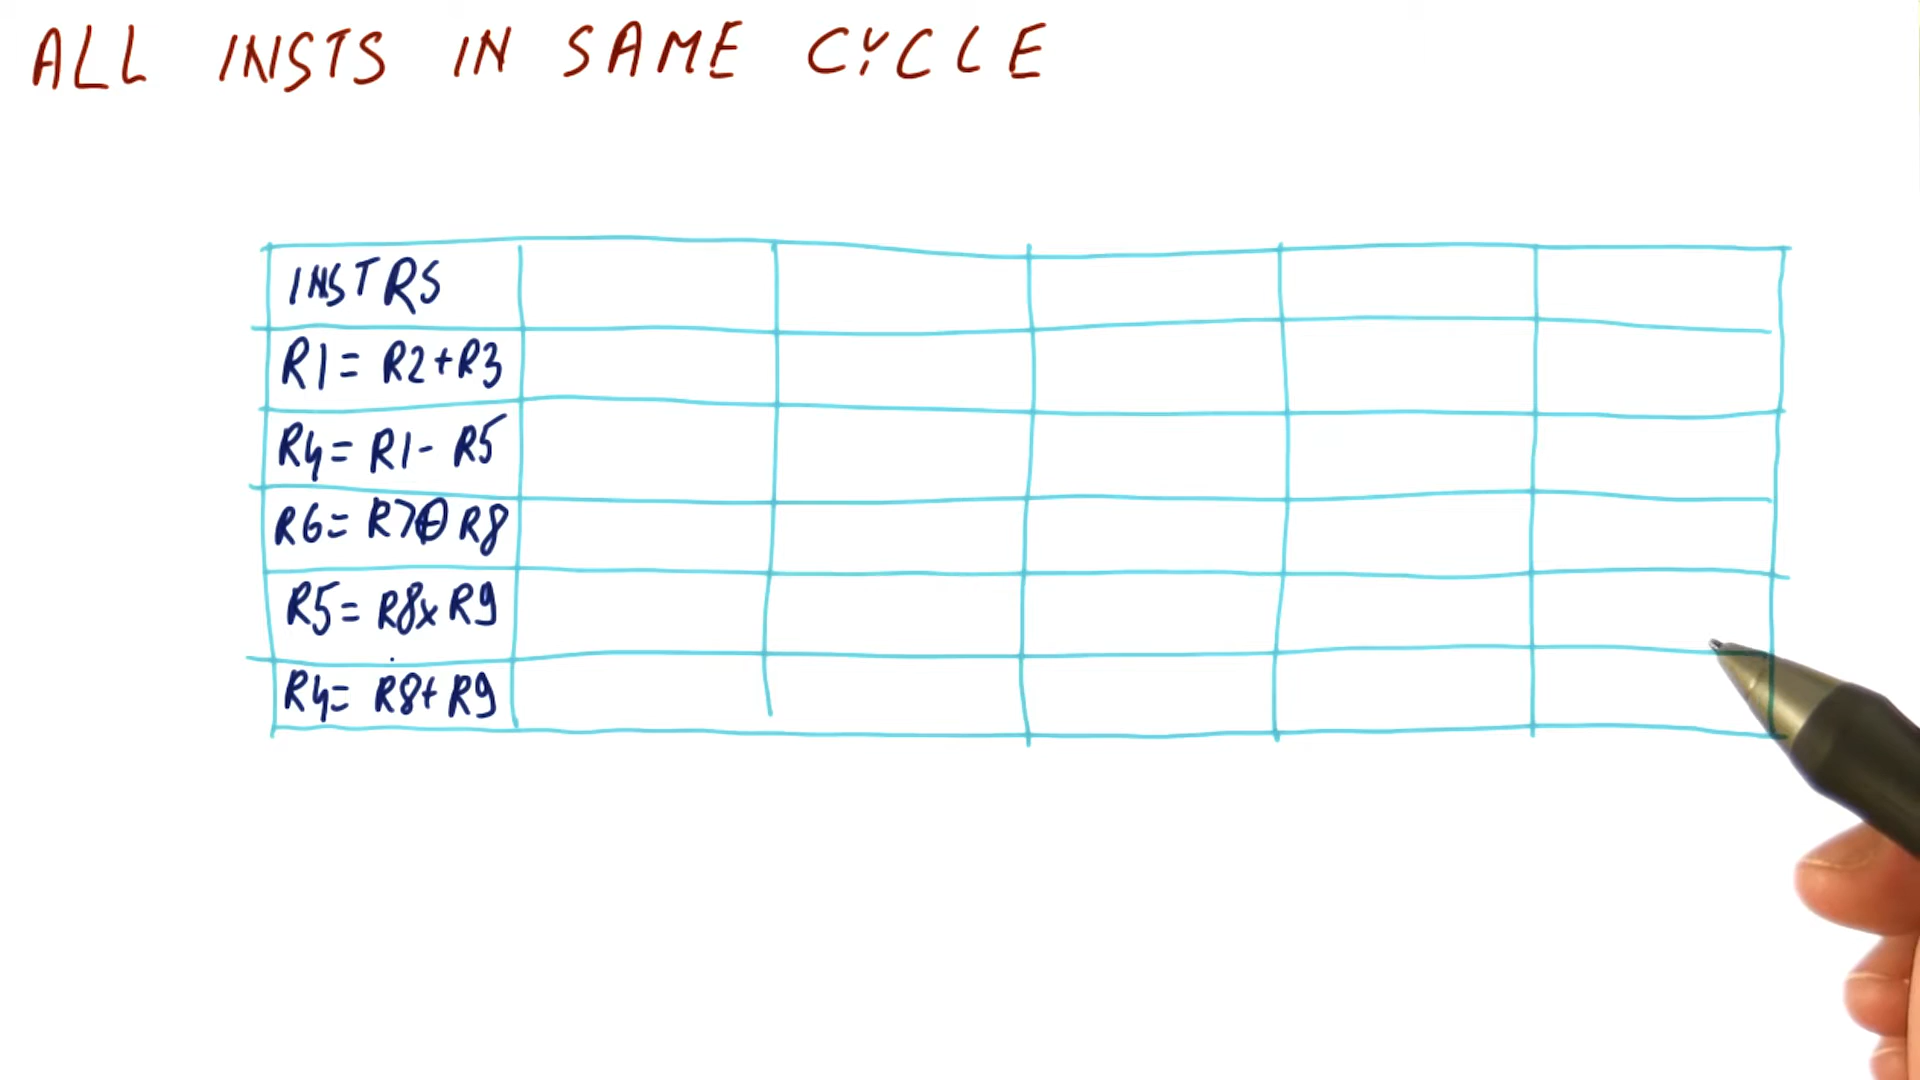 ALL INSTS IN SAME CYCLE
INSTRS
R1= R2+R3
R4= R1- R5
R6= R7⊕ R8
R5= R8x R9
R4= R8+ R9